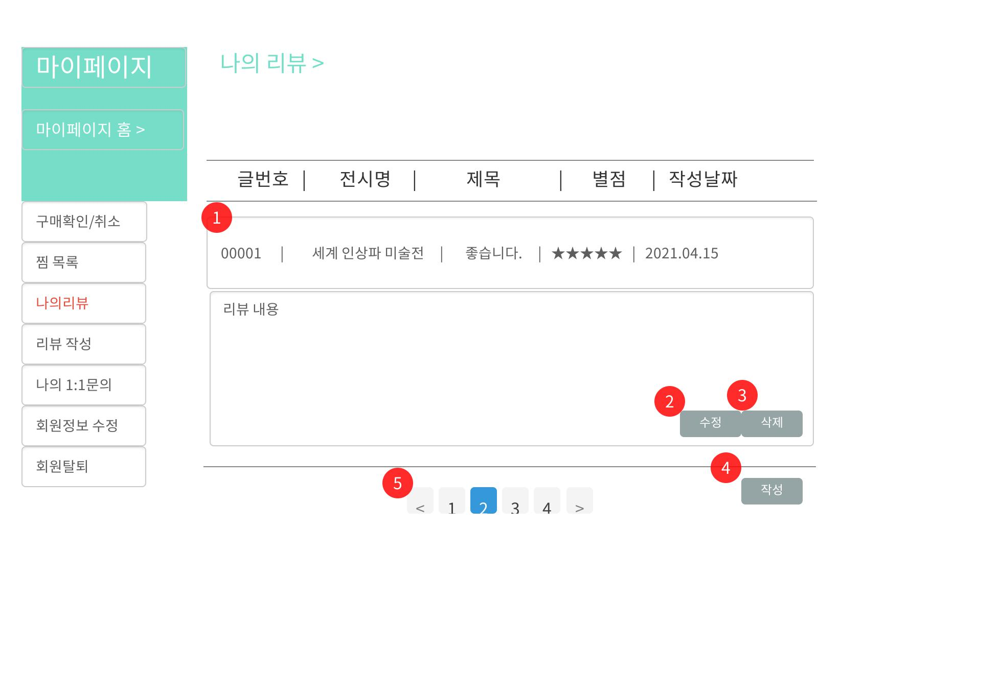 마이페이지
마이페이지 홈 >
구매확인/취소
찜 목록
나의리뷰
리뷰 작성
나의 1:1문의
회원정보 수정
회원탈퇴
나의 리뷰 >
글번호 | 전시명 | 제목 | 별점 | 작성날짜
1
00001 | 세계 인상파 미술전 | 좋습니다. | ★★★★★ | 2021.04.15
리뷰 내용
2 3
수정 삭제
4
작성
5
< 1 2 3 4 >